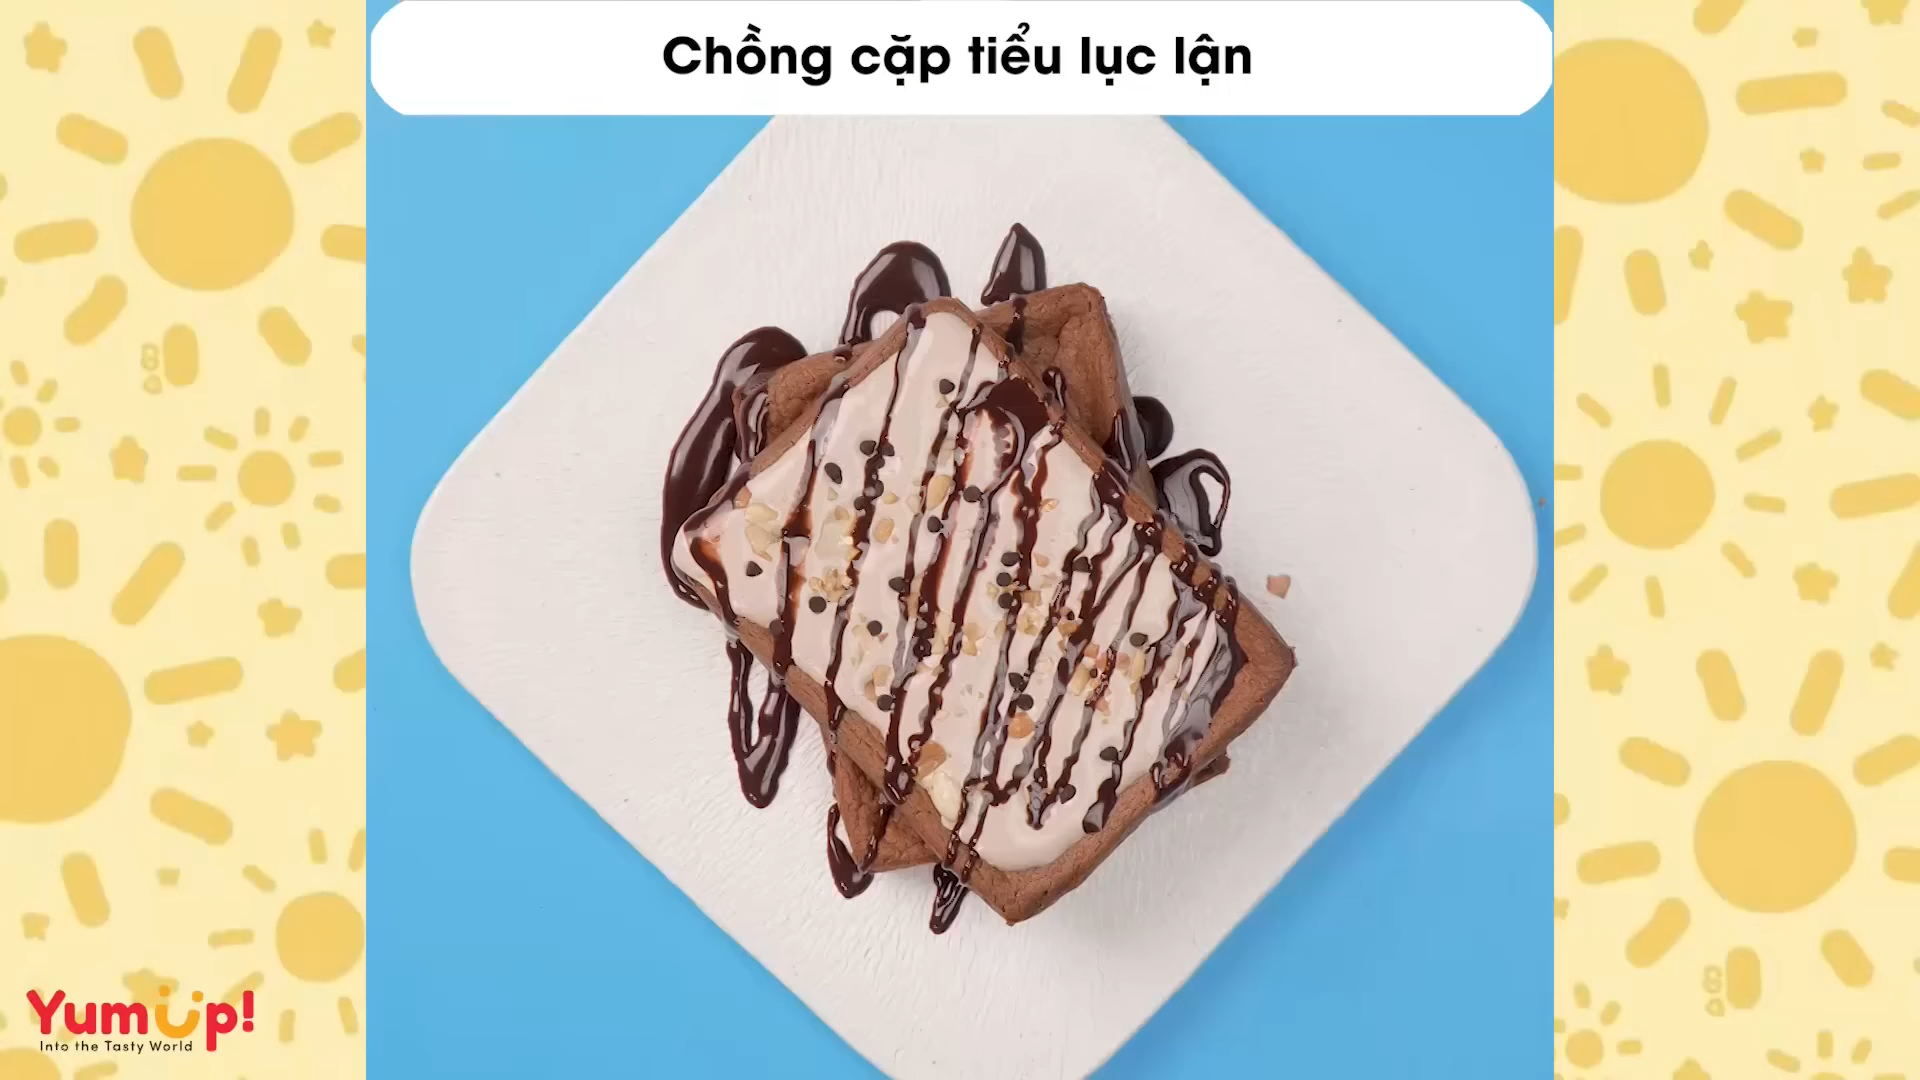 Chồng cặp tiểu lục lận
YumUp!
Into the Tasty World